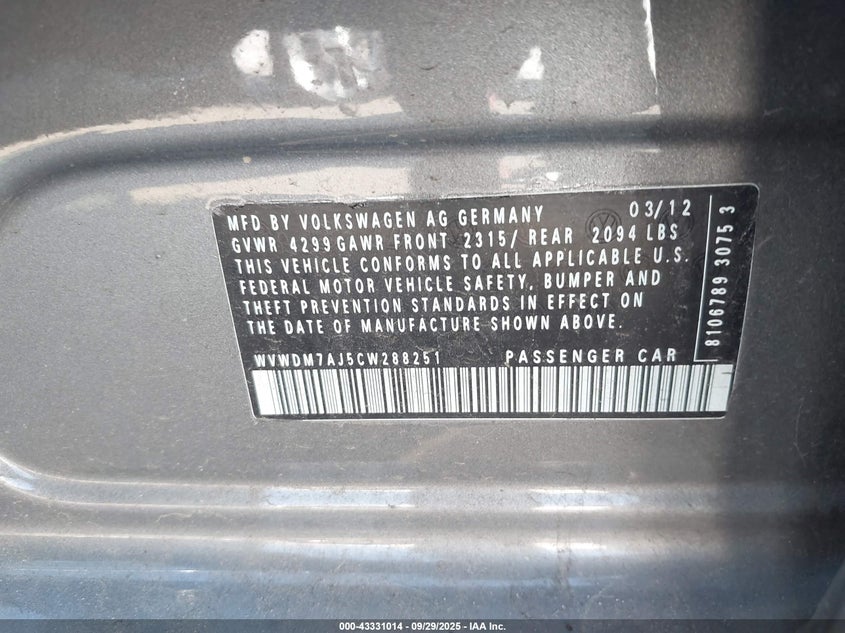 MFD BY VOLKSWAGEN AG GERMANY 03/12
GVWR 4299 GAWR FRONT 2315/ REAR 2094 LBS
THIS VEHICLE CONFORMS TO ALL APPLICABLE U.S.
FEDERAL MOTOR VEHICLE SAFETY, BUMPER AND
THEFT PREVENTION STANDARDS IN EFFECT ON
THE DATE OF MANUFACTURE SHOWN ABOVE.
WVWDM7AJ5CW288251 PASSENGER CAR
8106789 3075 3
000-43331014 - 09/29/2025 - IAA Inc.